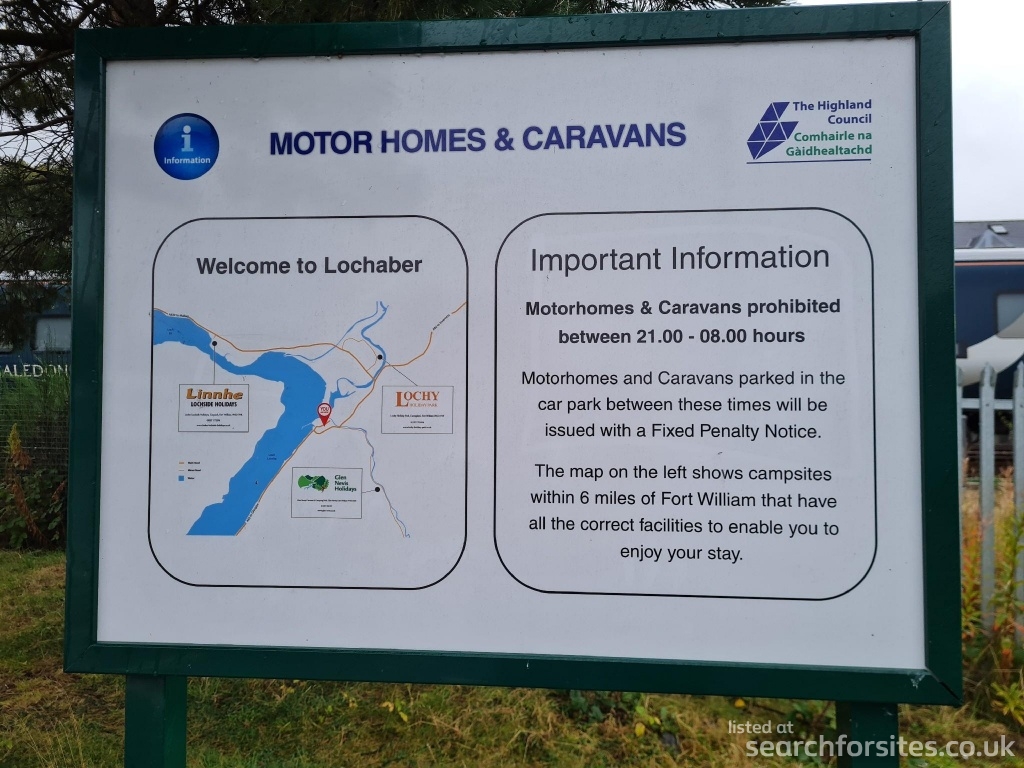 i
Information
MOTOR HOMES & CARAVANS
The Highland
Council
Comhairle na
Gàidhealtachd
Welcome to Lochaber
Linnhe
LOCHSIDE HOLIDAYS
LOCHY
HOLIDAY PARK
YOU
Glen
Nevis
Holidays
Important Information
Motorhomes & Caravans prohibited
between 21.00 - 08.00 hours
Motorhomes and Caravans parked in the
car park between these times will be
issued with a Fixed Penalty Notice.
The map on the left shows campsites
within 6 miles of Fort William that have
all the correct facilities to enable you to
enjoy your stay.
ALEDON
listed at
searchforsites.co.uk